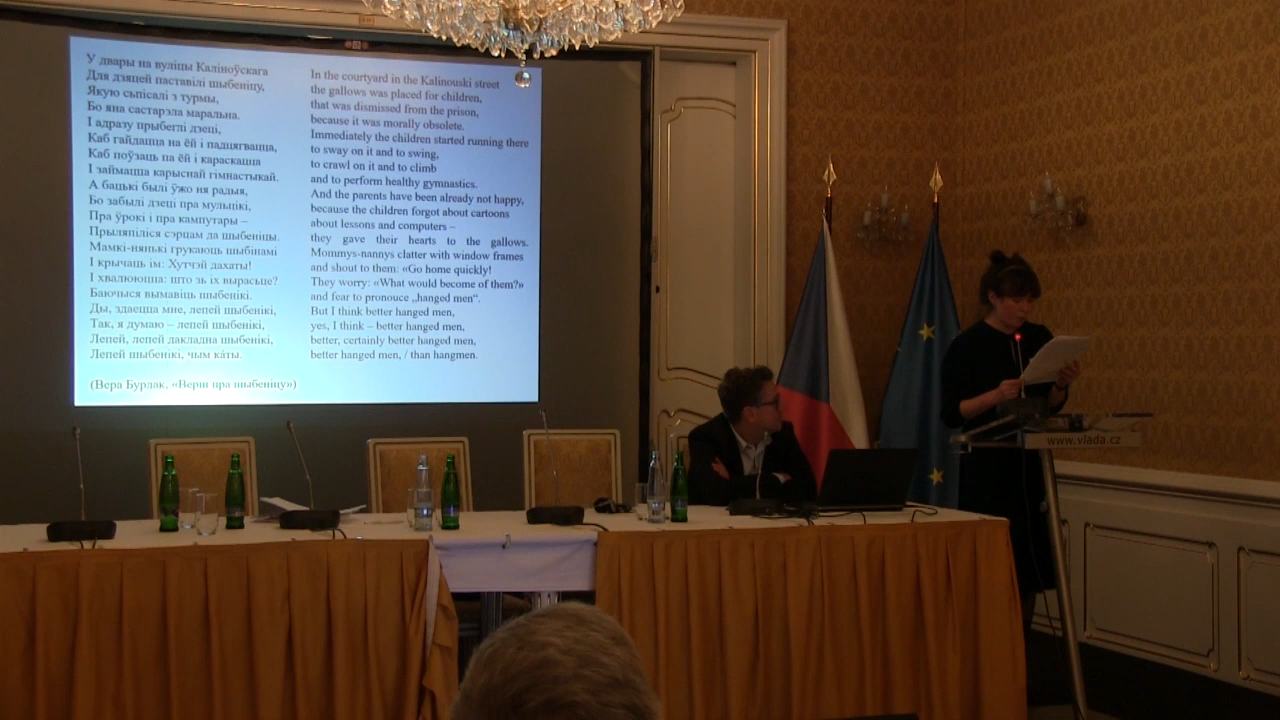 У двары на вуліцы Каліноўскага
Для дзяцей паставілі шыбеніцу,
Якую сьпісалі з турмы,
Бо яна састарэла маральна.
І адразу прыбеглі дзеці,
Каб гайдацца на ёй і падцягвацца,
Каб поўзаць па ёй і караскацца
І займацца карыснай гімнастыкай.
А бацькі былі ўжо ня радыя,
Бо забылі дзеці пра мульцікі,
Пра ўрокі і пра кампутары –
Прыляпіліся сэрцам да шыбеніцы.
Мамкі-нянькі грукаюць шыбінамі
І крычаць ім: Хутчэй дахаты!
І хвалююцца: што зь іх вырасьце?
Баючыся вымавіць шыбенікі.
Ды, здаецца мне, лепей шыбенікі,
Так, я думаю – лепей шыбенікі,
Лепей, лепей дакладна шыбенікі,
Лепей шыбенікі, чым ка́ты.
(Вера Бурлак, «Верш пра шыбеніцу»)
In the courtyard in the Kalinouski street
the gallows was placed for children,
that was dismissed from the prison,
because it was morally obsolete.
Immediately the children started running there
to sway on it and to swing,
to crawl on it and to climb
and to perform healthy gymnastics.
And the parents have been already not happy,
because the children forgot about cartoons
about lessons and computers –
they gave their hearts to the gallows.
Mommys-nannys clatter with window frames
and shout to them: «Go home quickly!
They worry: «What would become of them?»
and fear to pronouce „hanged men“.
But I think better hanged men,
yes, I think – better hanged men,
better, certainly better hanged men,
better hanged men, / than hangmen.
www.vlada.cz